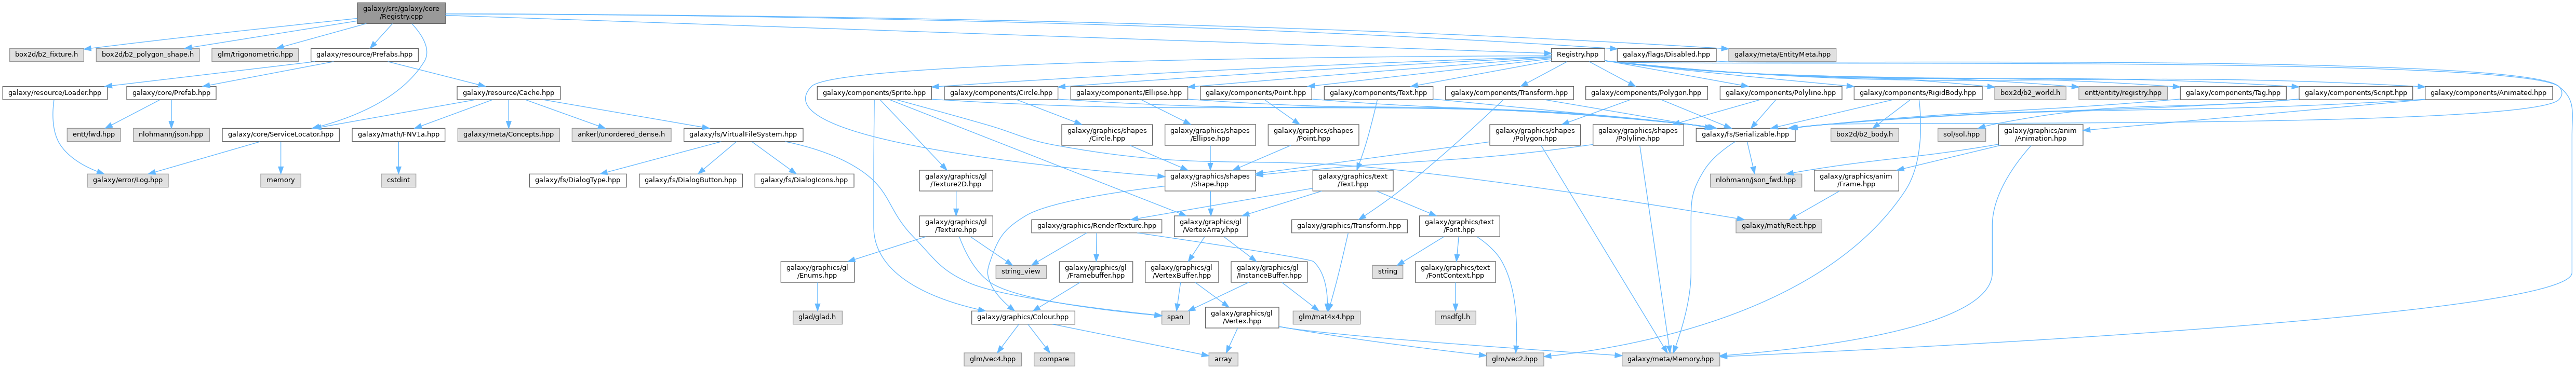 galaxy/src/galaxy/core
/Registry.cpp
box2d/b2_fixture.h
box2d/b2_polygon_shape.h
glm/trigonometric.hpp
galaxy/resource/Prefabs.hpp
Registry.hpp
galaxy/flags/Disabled.hpp
galaxy/meta/EntityMeta.hpp
galaxy/resource/Loader.hpp
galaxy/core/Prefab.hpp
galaxy/resource/Cache.hpp
galaxy/components/Sprite.hpp
galaxy/components/Circle.hpp
galaxy/components/Ellipse.hpp
galaxy/components/Point.hpp
galaxy/components/Text.hpp
galaxy/components/Transform.hpp
galaxy/components/Polygon.hpp
galaxy/components/Polyline.hpp
galaxy/components/RigidBody.hpp
box2d/b2_world.h
entt/entity/registry.hpp
galaxy/components/Tag.hpp
galaxy/components/Script.hpp
galaxy/components/Animated.hpp
entt/fwd.hpp
nlohmann/json.hpp
galaxy/core/ServiceLocator.hpp
galaxy/math/FNV1a.hpp
galaxy/meta/Concepts.hpp
ankerl/unordered_dense.h
galaxy/fs/VirtualFileSystem.hpp
galaxy/graphics/shapes
/Circle.hpp
galaxy/graphics/shapes
/Ellipse.hpp
galaxy/graphics/shapes
/Point.hpp
galaxy/graphics/shapes
/Polygon.hpp
galaxy/graphics/shapes
/Polyline.hpp
galaxy/fs/Serializable.hpp
box2d/b2_body.h
sol/sol.hpp
galaxy/graphics/anim
/Animation.hpp
galaxy/error/Log.hpp
memory
cstdint
galaxy/fs/DialogType.hpp
galaxy/fs/DialogButton.hpp
galaxy/fs/DialogIcons.hpp
galaxy/graphics/gl
/Texture2D.hpp
galaxy/graphics/shapes
/Shape.hpp
galaxy/graphics/text
/Text.hpp
nlohmann/json_fwd.hpp
galaxy/graphics/anim
/Frame.hpp
galaxy/graphics/gl
/Texture.hpp
galaxy/graphics/RenderTexture.hpp
galaxy/graphics/gl
/VertexArray.hpp
galaxy/graphics/Transform.hpp
galaxy/graphics/text
/Font.hpp
galaxy/math/Rect.hpp
galaxy/graphics/gl
/Enums.hpp
string_view
galaxy/graphics/gl
/Framebuffer.hpp
galaxy/graphics/gl
/VertexBuffer.hpp
galaxy/graphics/gl
/InstanceBuffer.hpp
string
galaxy/graphics/text
/FontContext.hpp
glad/glad.h
galaxy/graphics/Colour.hpp
span
galaxy/graphics/gl
/Vertex.hpp
glm/mat4x4.hpp
msdfgl.h
glm/vec4.hpp
compare
array
glm/vec2.hpp
galaxy/meta/Memory.hpp